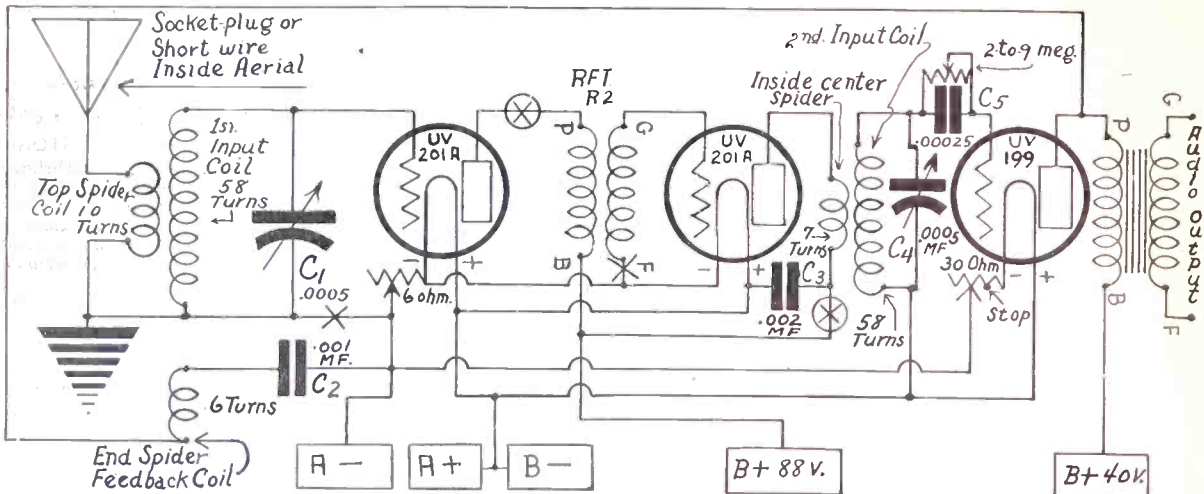 Socket-plug or
Short wire
Inside Aerial
1st.
Input
Coil
58
Turns
Top Spider
Coil 10
Turns
C1
.0005
UV
201A
- +
6 ohm.
RFT.
R2
P
B
G
F
UV
201A
- +
Inside center
spider
2nd. Input Coil
7
Turns
C3
.002
MF
2 to 9 meg.
C5
.00025
C4
.0005
MF
58
Turns
UV
199
- +
30 Ohm
Stop
P
B
G
F
Audio output
.001
MF.
C2
6 Turns
End Spider
Feedback Coil
A -
A +
B -
B+ 88 V.
B+ 40V.